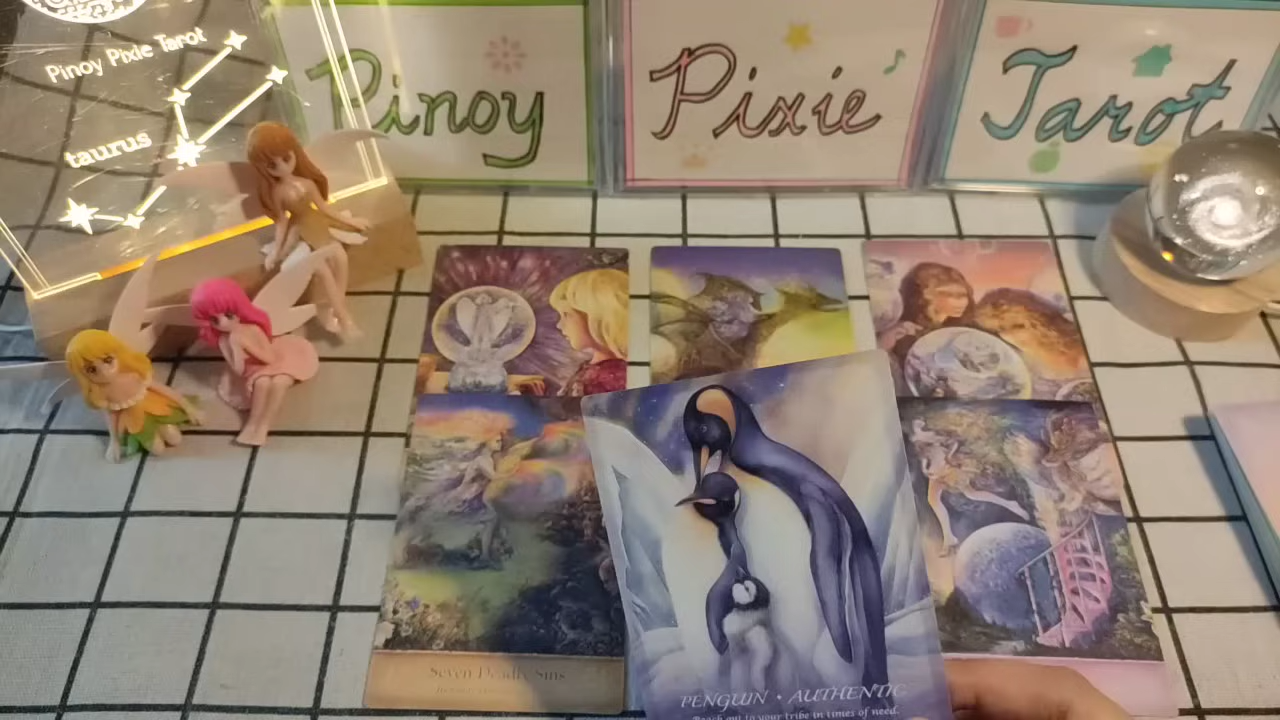 Pinoy Pixie Tarot
taurus
Pinoy
Pixie
Tarot
Seven Deadly Sins
PENGUIN • AUTHENTIC
Reach out to your tribe in times of need.